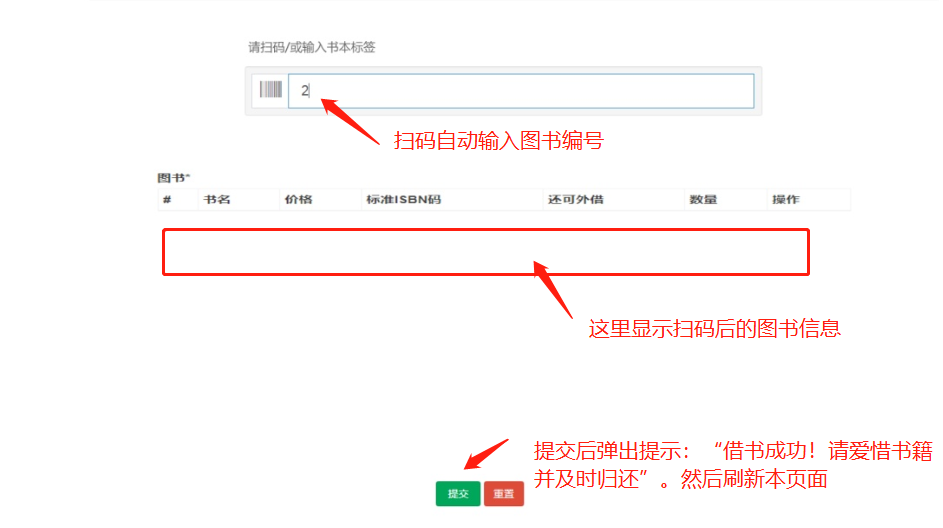 请扫码/或输入书本标签
2
扫码自动输入图书编号
图书*
# 书名 价格 标准ISBN码 还可外借 数量 操作
这里显示扫码后的图书信息
提交后弹出提示：“借书成功！请爱惜书籍
并及时归还”。然后刷新本页面
提交 重置